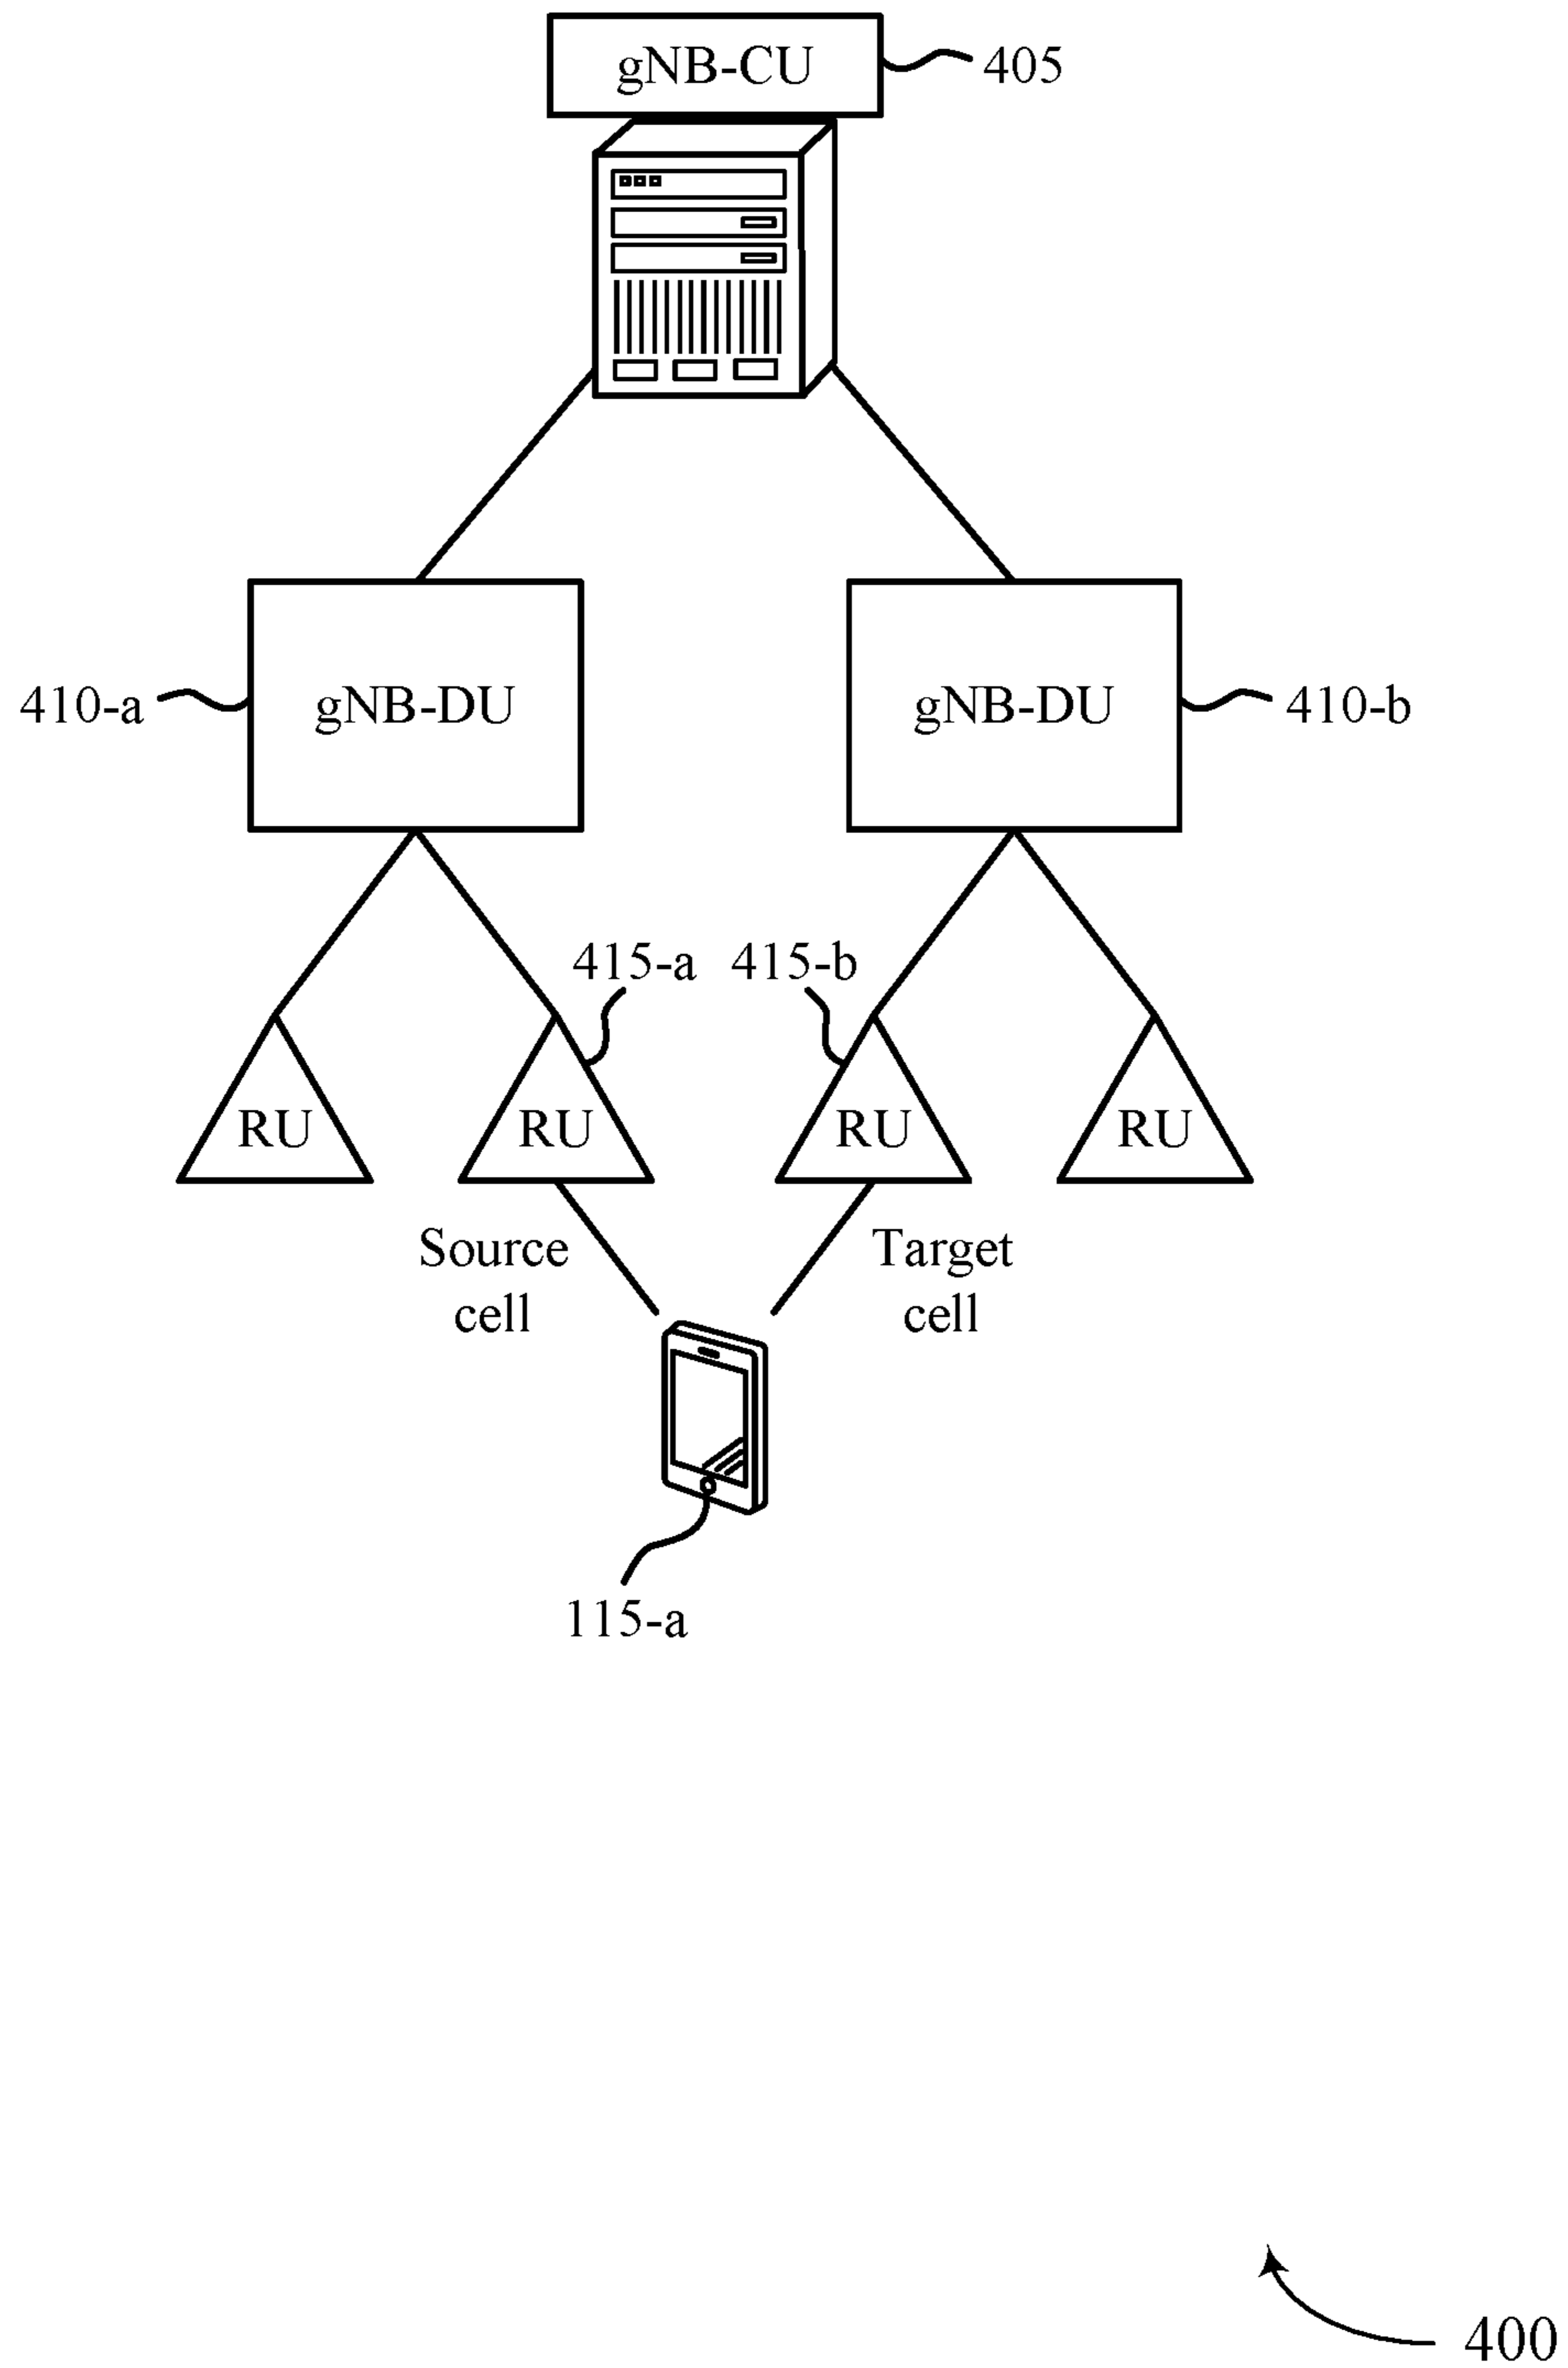 gNB-CU
405
410-a
gNB-DU
gNB-DU
410-b
415-a
415-b
RU
RU
RU
RU
Source
cell
Target
cell
115-a
400